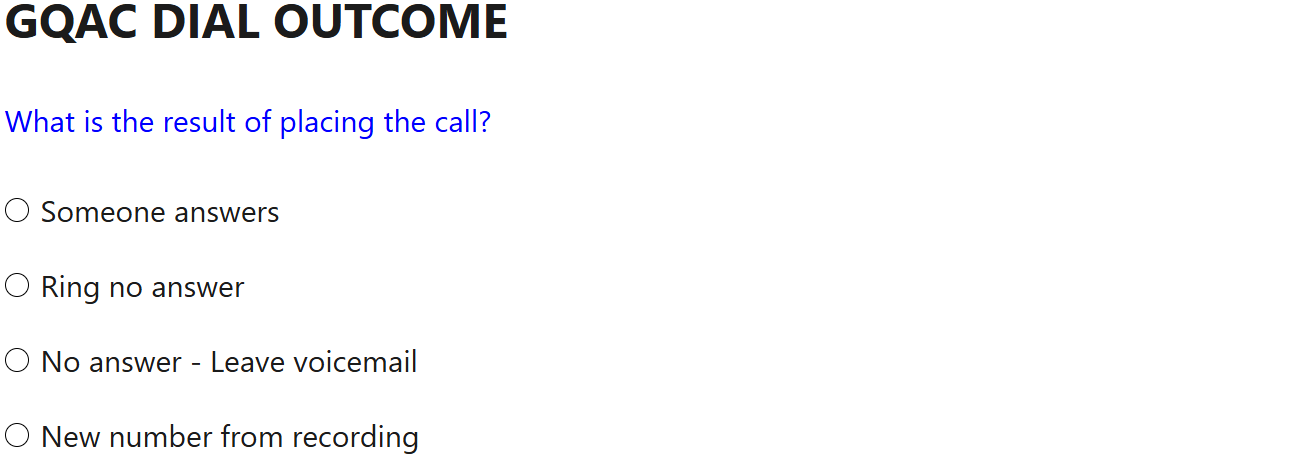 GQAC DIAL OUTCOME
What is the result of placing the call?
Someone answers
Ring no answer
No answer - Leave voicemail
New number from recording